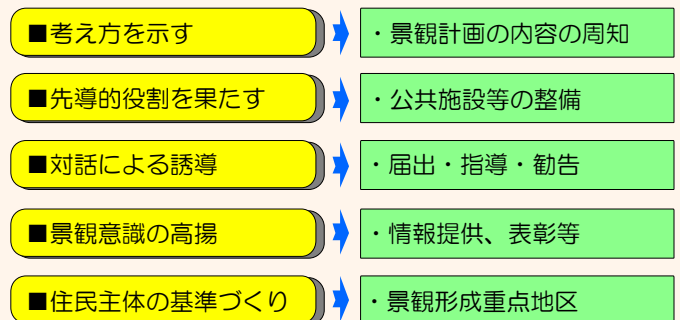 ■考え方を示す
・景観計画の内容の周知
■先導的役割を果たす
・公共施設等の整備
■対話による誘導
・届出・指導・勧告
■景観意識の高揚
・情報提供、表彰等
■住民主体の基準づくり
・景観形成重点地区